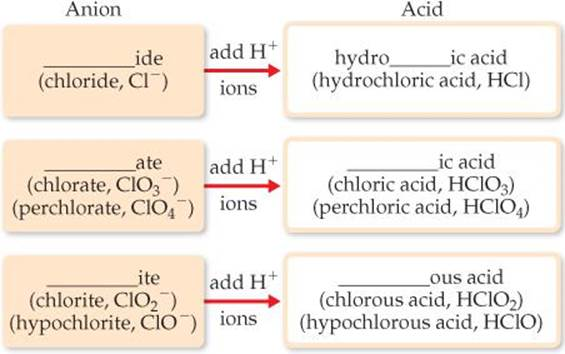 Anion Acid
_________ide add H⁺ hydro______ic acid
(chloride, Cl⁻) ions (hydrochloric acid, HCl)
_________ate add H⁺ _________ic acid
(chlorate, ClO₃⁻) (chloric acid, HClO₃)
(perchlorate, ClO₄⁻) ions (perchloric acid, HClO₄)
_________ite add H⁺ _________ous acid
(chlorite, ClO₂⁻) (chlorous acid, HClO₂)
(hypochlorite, ClO⁻) ions (hypochlorous acid, HClO)